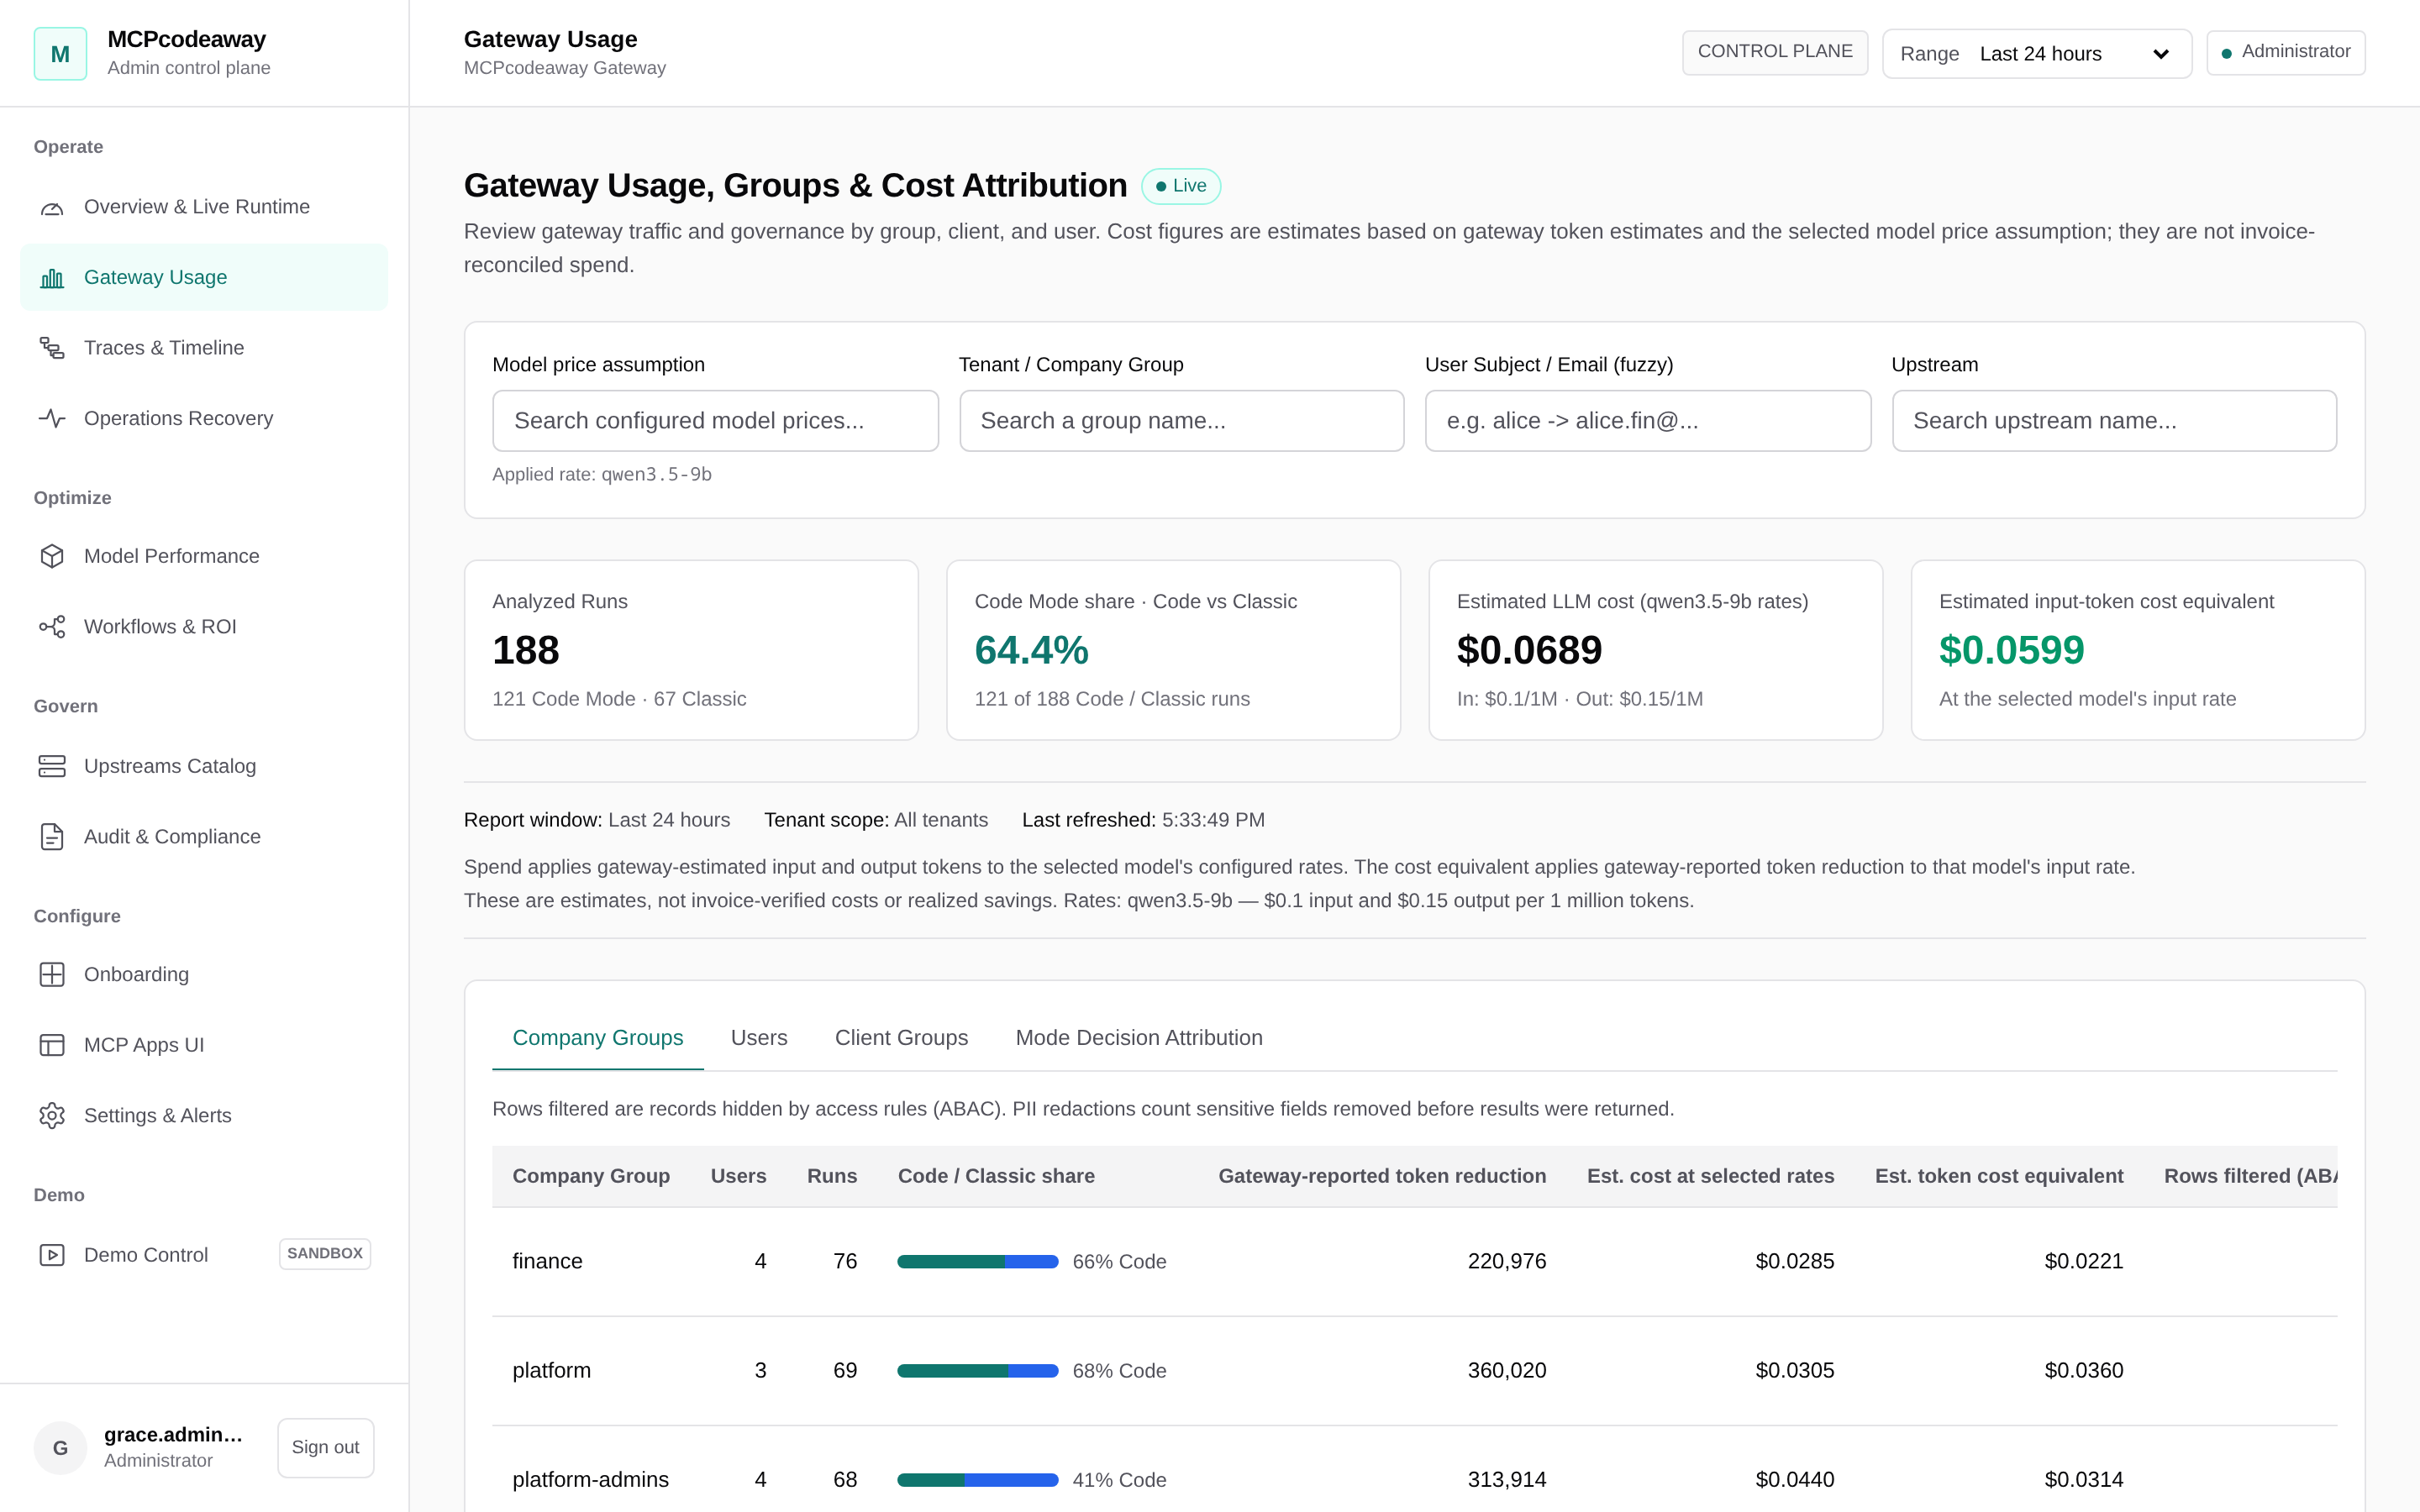 M
MCPcodeaway
Admin control plane
Operate
Overview & Live Runtime
Gateway Usage
Traces & Timeline
Operations Recovery
Optimize
Model Performance
Workflows & ROI
Govern
Upstreams Catalog
Audit & Compliance
Configure
Onboarding
MCP Apps UI
Settings & Alerts
Demo
Demo Control SANDBOX
G
grace.admin...
Administrator
Sign out
Gateway Usage
MCPcodeaway Gateway
CONTROL PLANE
Range Last 24 hours
Administrator
Gateway Usage, Groups & Cost Attribution
Live
Review gateway traffic and governance by group, client, and user. Cost figures are estimates based on gateway token estimates and the selected model price assumption; they are not invoice-
reconciled spend.
Model price assumption
Search configured model prices...
Applied rate: qwen3.5-9b
Tenant / Company Group
Search a group name...
User Subject / Email (fuzzy)
e.g. alice -> alice.fin@...
Upstream
Search upstream name...
Analyzed Runs
188
121 Code Mode · 67 Classic
Code Mode share · Code vs Classic
64.4%
121 of 188 Code / Classic runs
Estimated LLM cost (qwen3.5-9b rates)
$0.0689
In: $0.1/1M · Out: $0.15/1M
Estimated input-token cost equivalent
$0.0599
At the selected model's input rate
Report window: Last 24 hours Tenant scope: All tenants Last refreshed: 5:33:49 PM
Spend applies gateway-estimated input and output tokens to the selected model's configured rates. The cost equivalent applies gateway-reported token reduction to that model's input rate.
These are estimates, not invoice-verified costs or realized savings. Rates: qwen3.5-9b — $0.1 input and $0.15 output per 1 million tokens.
Company Groups Users Client Groups Mode Decision Attribution
Rows filtered are records hidden by access rules (ABAC). PII redactions count sensitive fields removed before results were returned.
Company Group Users Runs Code / Classic share Gateway-reported token reduction Est. cost at selected rates Est. token cost equivalent Rows filtered
finance 4 76 66% Code 220,976 $0.0285 $0.0221
platform 3 69 68% Code 360,020 $0.0305 $0.0360
platform-admins 4 68 41% Code 313,914 $0.0440 $0.0314